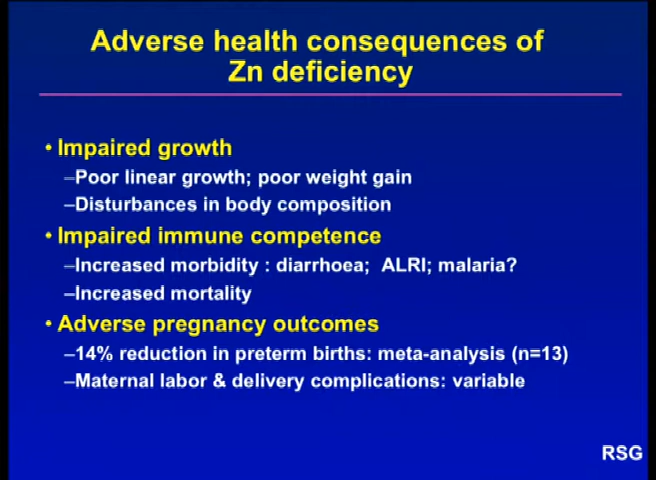 Adverse health consequences of
Zn deficiency
• Impaired growth
–Poor linear growth; poor weight gain
–Disturbances in body composition
• Impaired immune competence
–Increased morbidity : diarrhoea; ALRI; malaria?
–Increased mortality
• Adverse pregnancy outcomes
–14% reduction in preterm births: meta-analysis (n=13)
–Maternal labor & delivery complications: variable
RSG